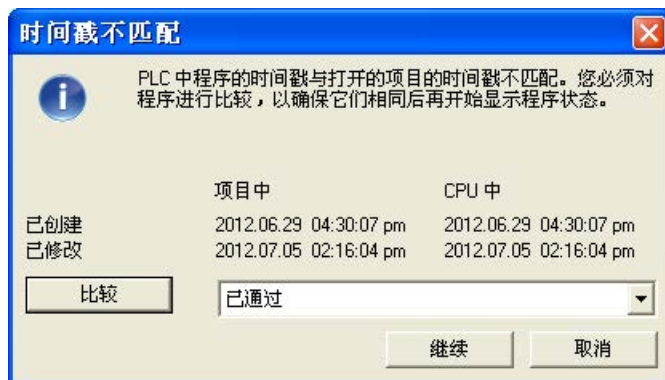 时间戳不匹配
PLC 中程序的时间戳与打开的项目的时间戳不匹配。您必须对
程序进行比较，以确保它们相同后再开始显示程序状态。
项目中 CPU 中
已创建 2012.06.29 04:30:07 pm 2012.06.29 04:30:07 pm
已修改 2012.07.05 02:16:04 pm 2012.07.05 02:16:04 pm
比较 已通过
继续 取消